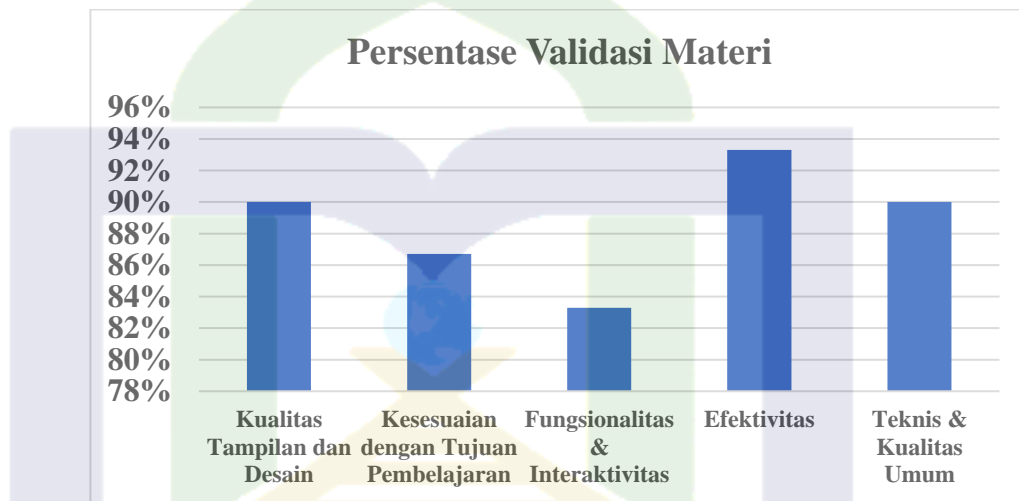 Persentase Validasi Materi
96%
94%
92%
90%
88%
86%
84%
82%
80%
78%
Kualitas
Tampilan dan
Desain
Kesesuaian
dengan Tujuan
Pembelajaran
Fungsionalitas
&
Interaktivitas
Efektivitas
Teknis &
Kualitas
Umum